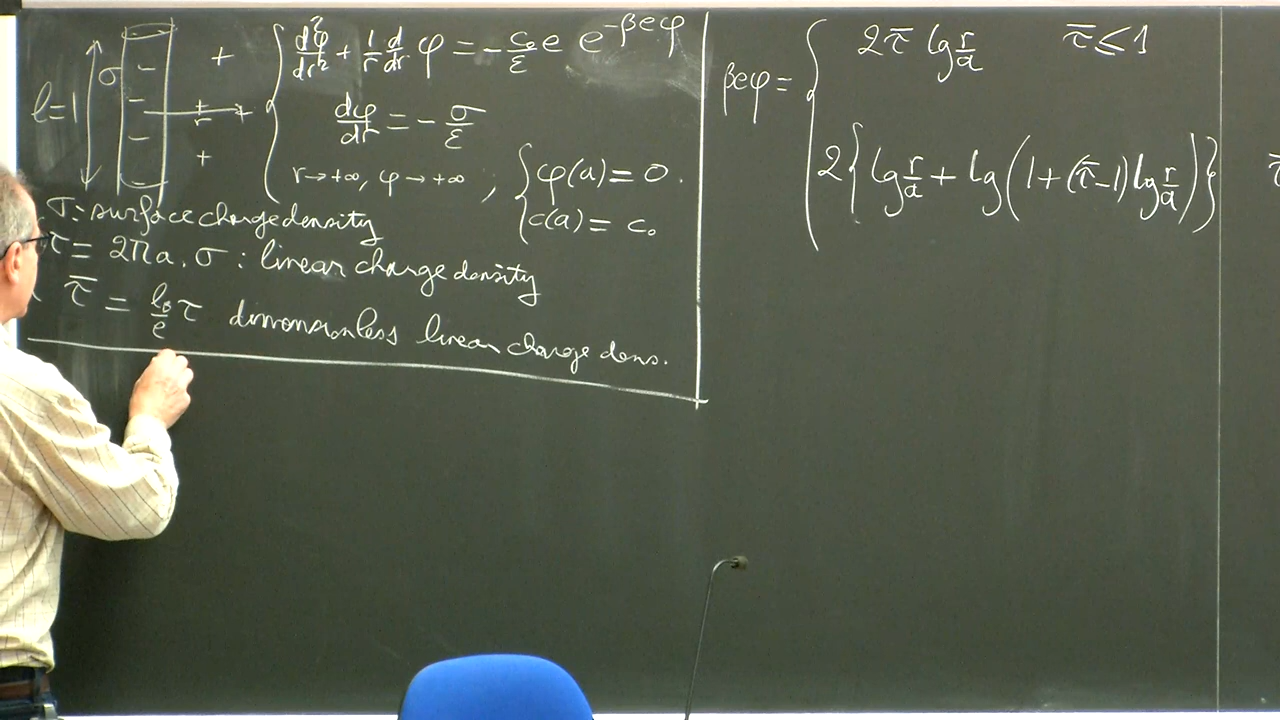 l=1 σ - - - + + + + r
d²φ/dr² + 1/r d/dr φ = - c₀e/ε e^{-βeφ}
dφ/dr = - σ/ε
r→+∞, φ→+∞ ; φ(a) = 0.
c(a) = c₀
σ: surface charge density
τ = 2πa.σ : linear charge density
τ̄ = l_B/e τ dimensionless linear charge dens.
βeφ = { 2τ̄ lg r/a τ̄ ≤ 1
2{lg r/a + lg(1+(τ̄-1)lg r/a)} τ̄